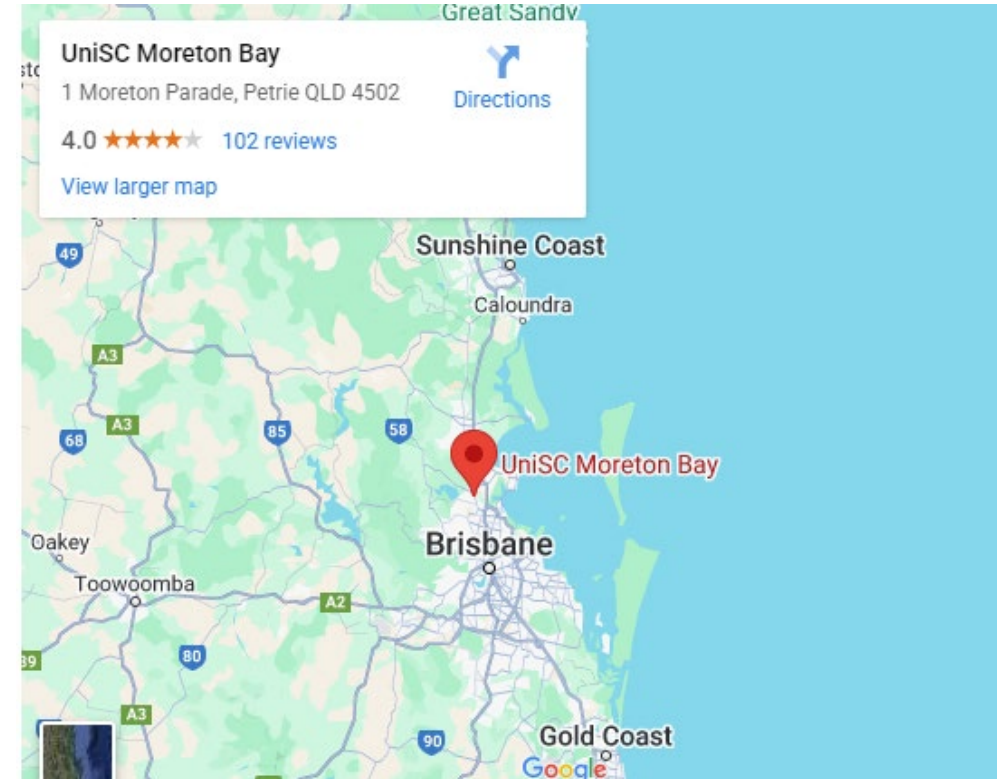 Great Sandy
UniSC Moreton Bay
1 Moreton Parade, Petrie QLD 4502
Directions
4.0
102 reviews
View larger map
49
Sunshine Coast
Caloundra
A3
A3
68
85
58
UniSC Moreton Bay
Oakey
Brisbane
Toowoomba
A2
80
A3
90
Gold Coast
Google